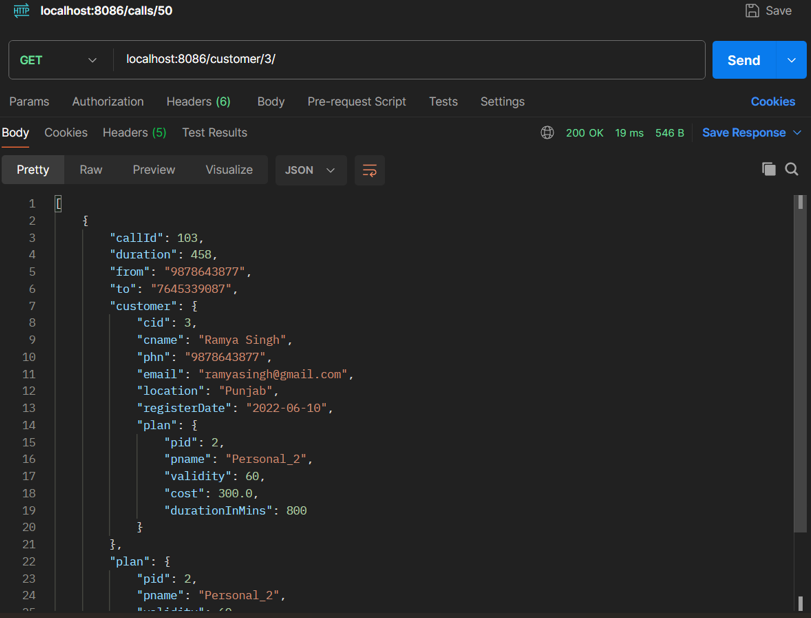 HTTP localhost:8086/calls/50 Save
GET localhost:8086/customer/3/ Send
Params Authorization Headers (6) Body Pre-request Script Tests Settings Cookies
Body Cookies Headers (5) Test Results 200 OK 19 ms 546 B Save Response
Pretty Raw Preview Visualize JSON
1 [
2 {
3 "callId": 103,
4 "duration": 458,
5 "from": "9878643877",
6 "to": "7645339087",
7 "customer": {
8 "cid": 3,
9 "cname": "Ramya Singh",
10 "phn": "9878643877",
11 "email": "ramyasingh@gmail.com",
12 "location": "Punjab",
13 "registerDate": "2022-06-10",
14 "plan": {
15 "pid": 2,
16 "pname": "Personal_2",
17 "validity": 60,
18 "cost": 300.0,
19 "durationInMins": 800
20 }
21 },
22 "plan": {
23 "pid": 2,
24 "pname": "Personal_2",
25 "validity": 60